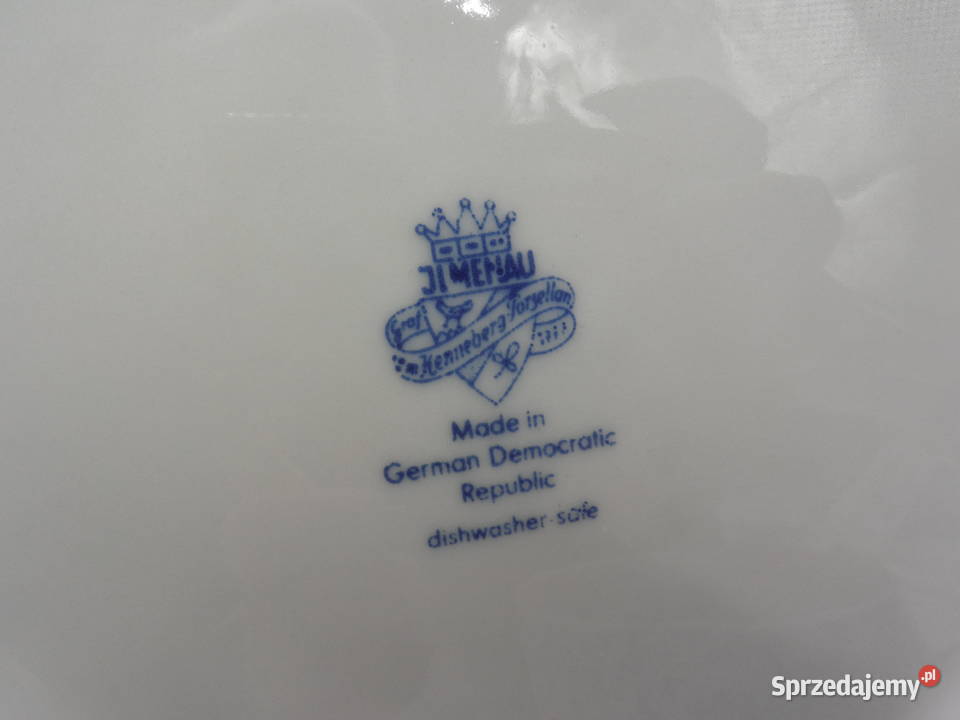 JLMENAU
Graf
von Henneberg Porzellan
1777
Made in
German Democratic
Republic
dishwasher-safe
Sprzedajemy.pl